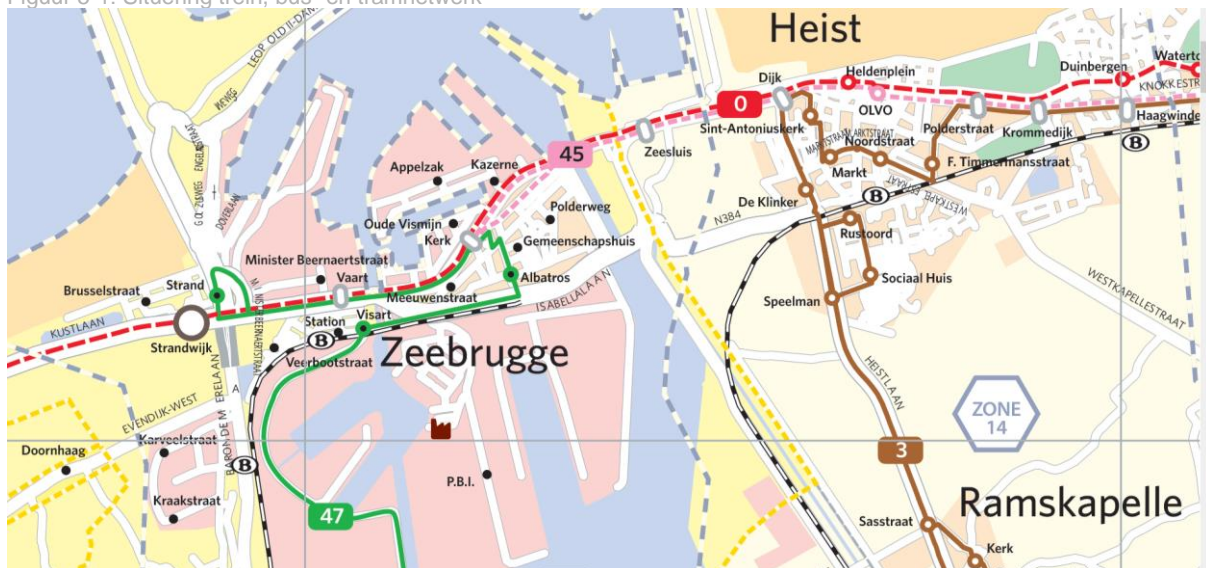 Figuur 3-1: Situering trein, bus- en tramnetwerk
Heist
LEOPOLD II-DAM
Duinbergen
Heldenplein
Dijk
KNOKKESTR
0
OLVO
Sint-Antoniuskerk
Polderstraat
Krommedijk
Haagwinde
MARKTSTRAAT
MARKTSTRAAT
Noordstraat
45
Zeesluis
B
Appelzak
Kazerne
Markt
F. Timmermansstraat
De Klinker
B
N384
Polderweg
Oude Vismijn
Rustoord
Kerk
Gemeenschapshuis
Minister Beernaertstraat
Vaart
Albatros
Sociaal Huis
Brusselstraat
Strand
Meeuwenstraat
ISABELLALAAN
Speelman
WESTKAPELLESTRAAT
KUSTLAAN
Station
Visart
Strandwijk
B
Veerbootstraat
Zeebrugge
HEISTLAAN
EVENDIJK-WEST
A
ZONE
14
Karveelstraat
Doornhaag
3
B
P.B.I.
Kraakstraat
Ramskapelle
47
Sasstraat
Kerk